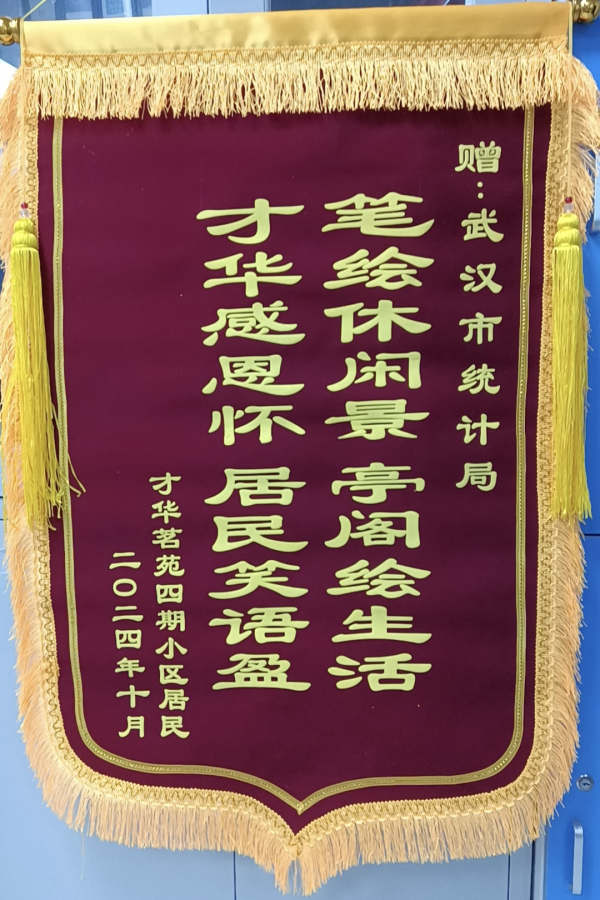 赠：武汉市统计局
笔绘休闲景 亭阁绘生活
才华感恩怀 居民笑语盈
才华茗苑四期小区居民
二〇二四年十月